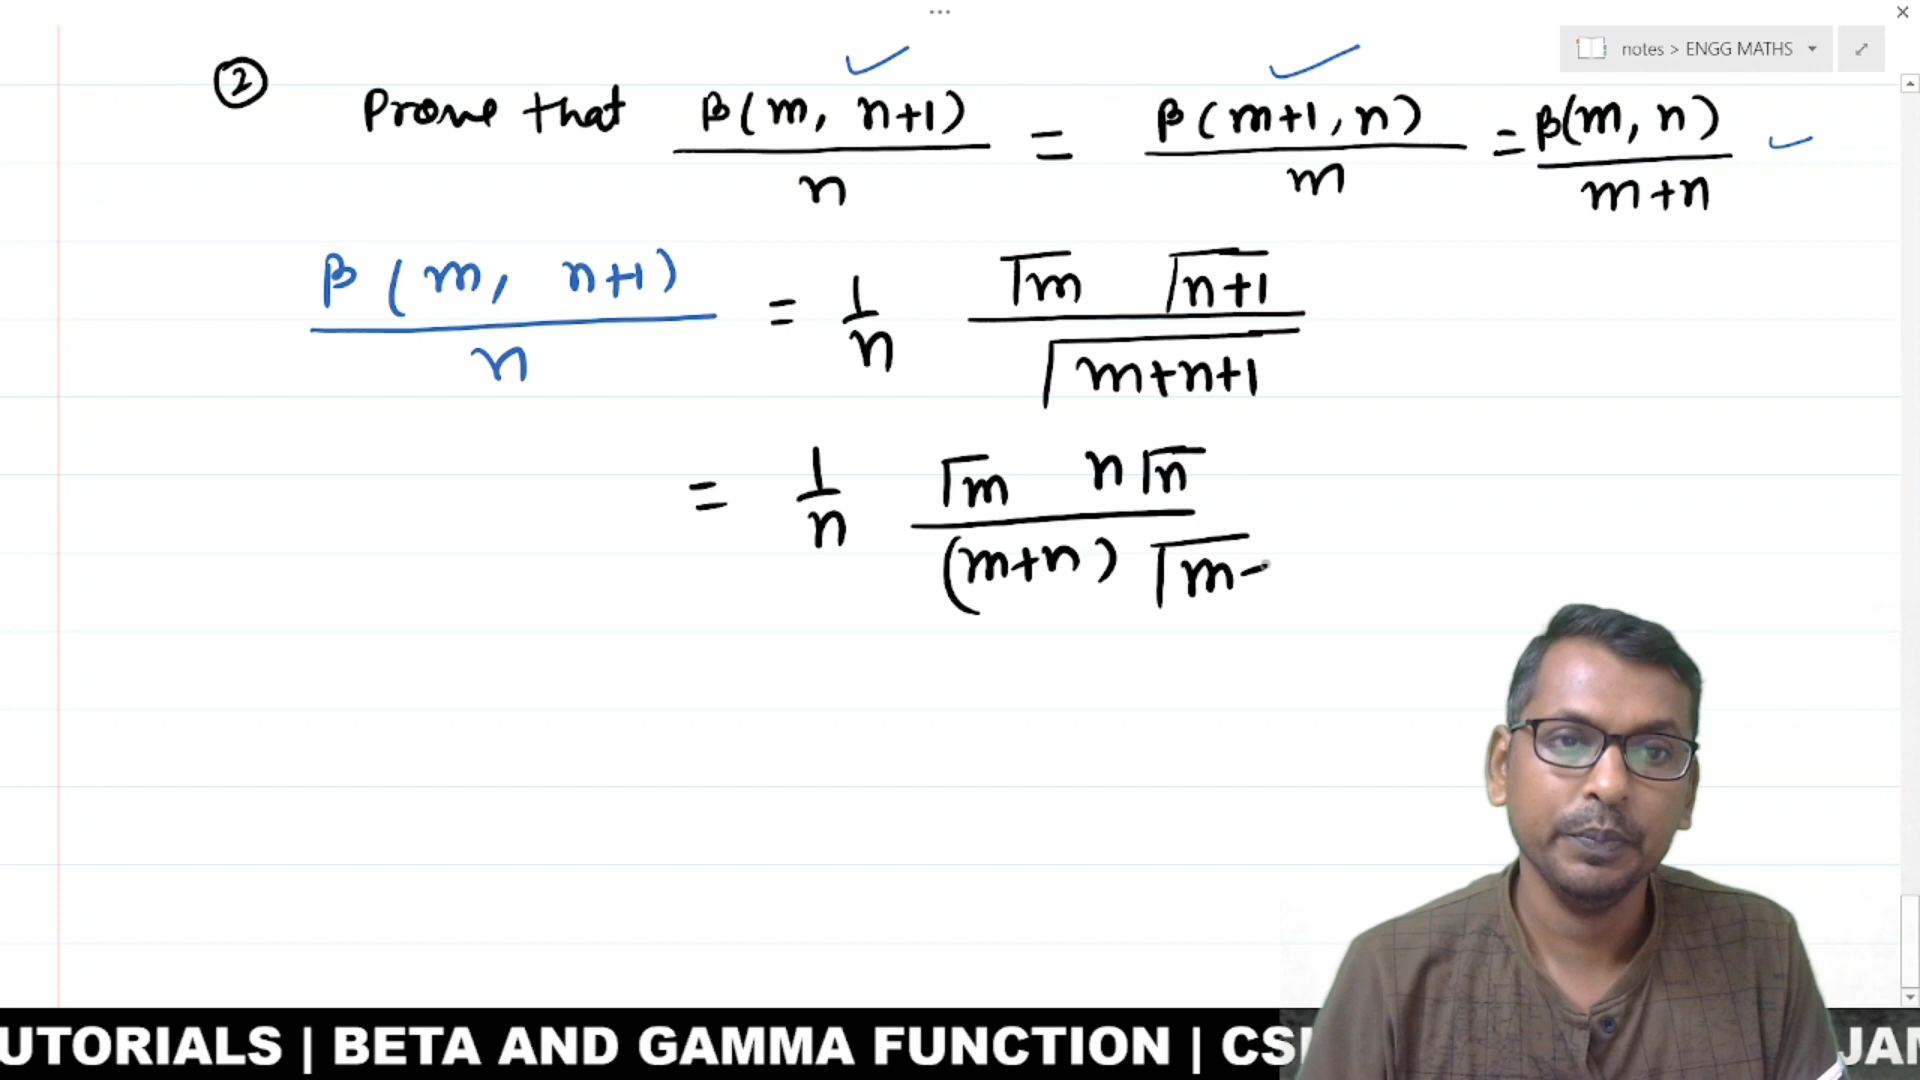 notes > ENGG MATHS
② Prove that β(m, n+1)/n = β(m+1, n)/m = β(m, n)/m+n
β(m, n+1)/n = 1/n Γm Γn+1 / Γm+n+1
= 1/n Γm nΓn / (m+n) Γm-
UTORIALS | BETA AND GAMMA FUNCTION | CS JAM